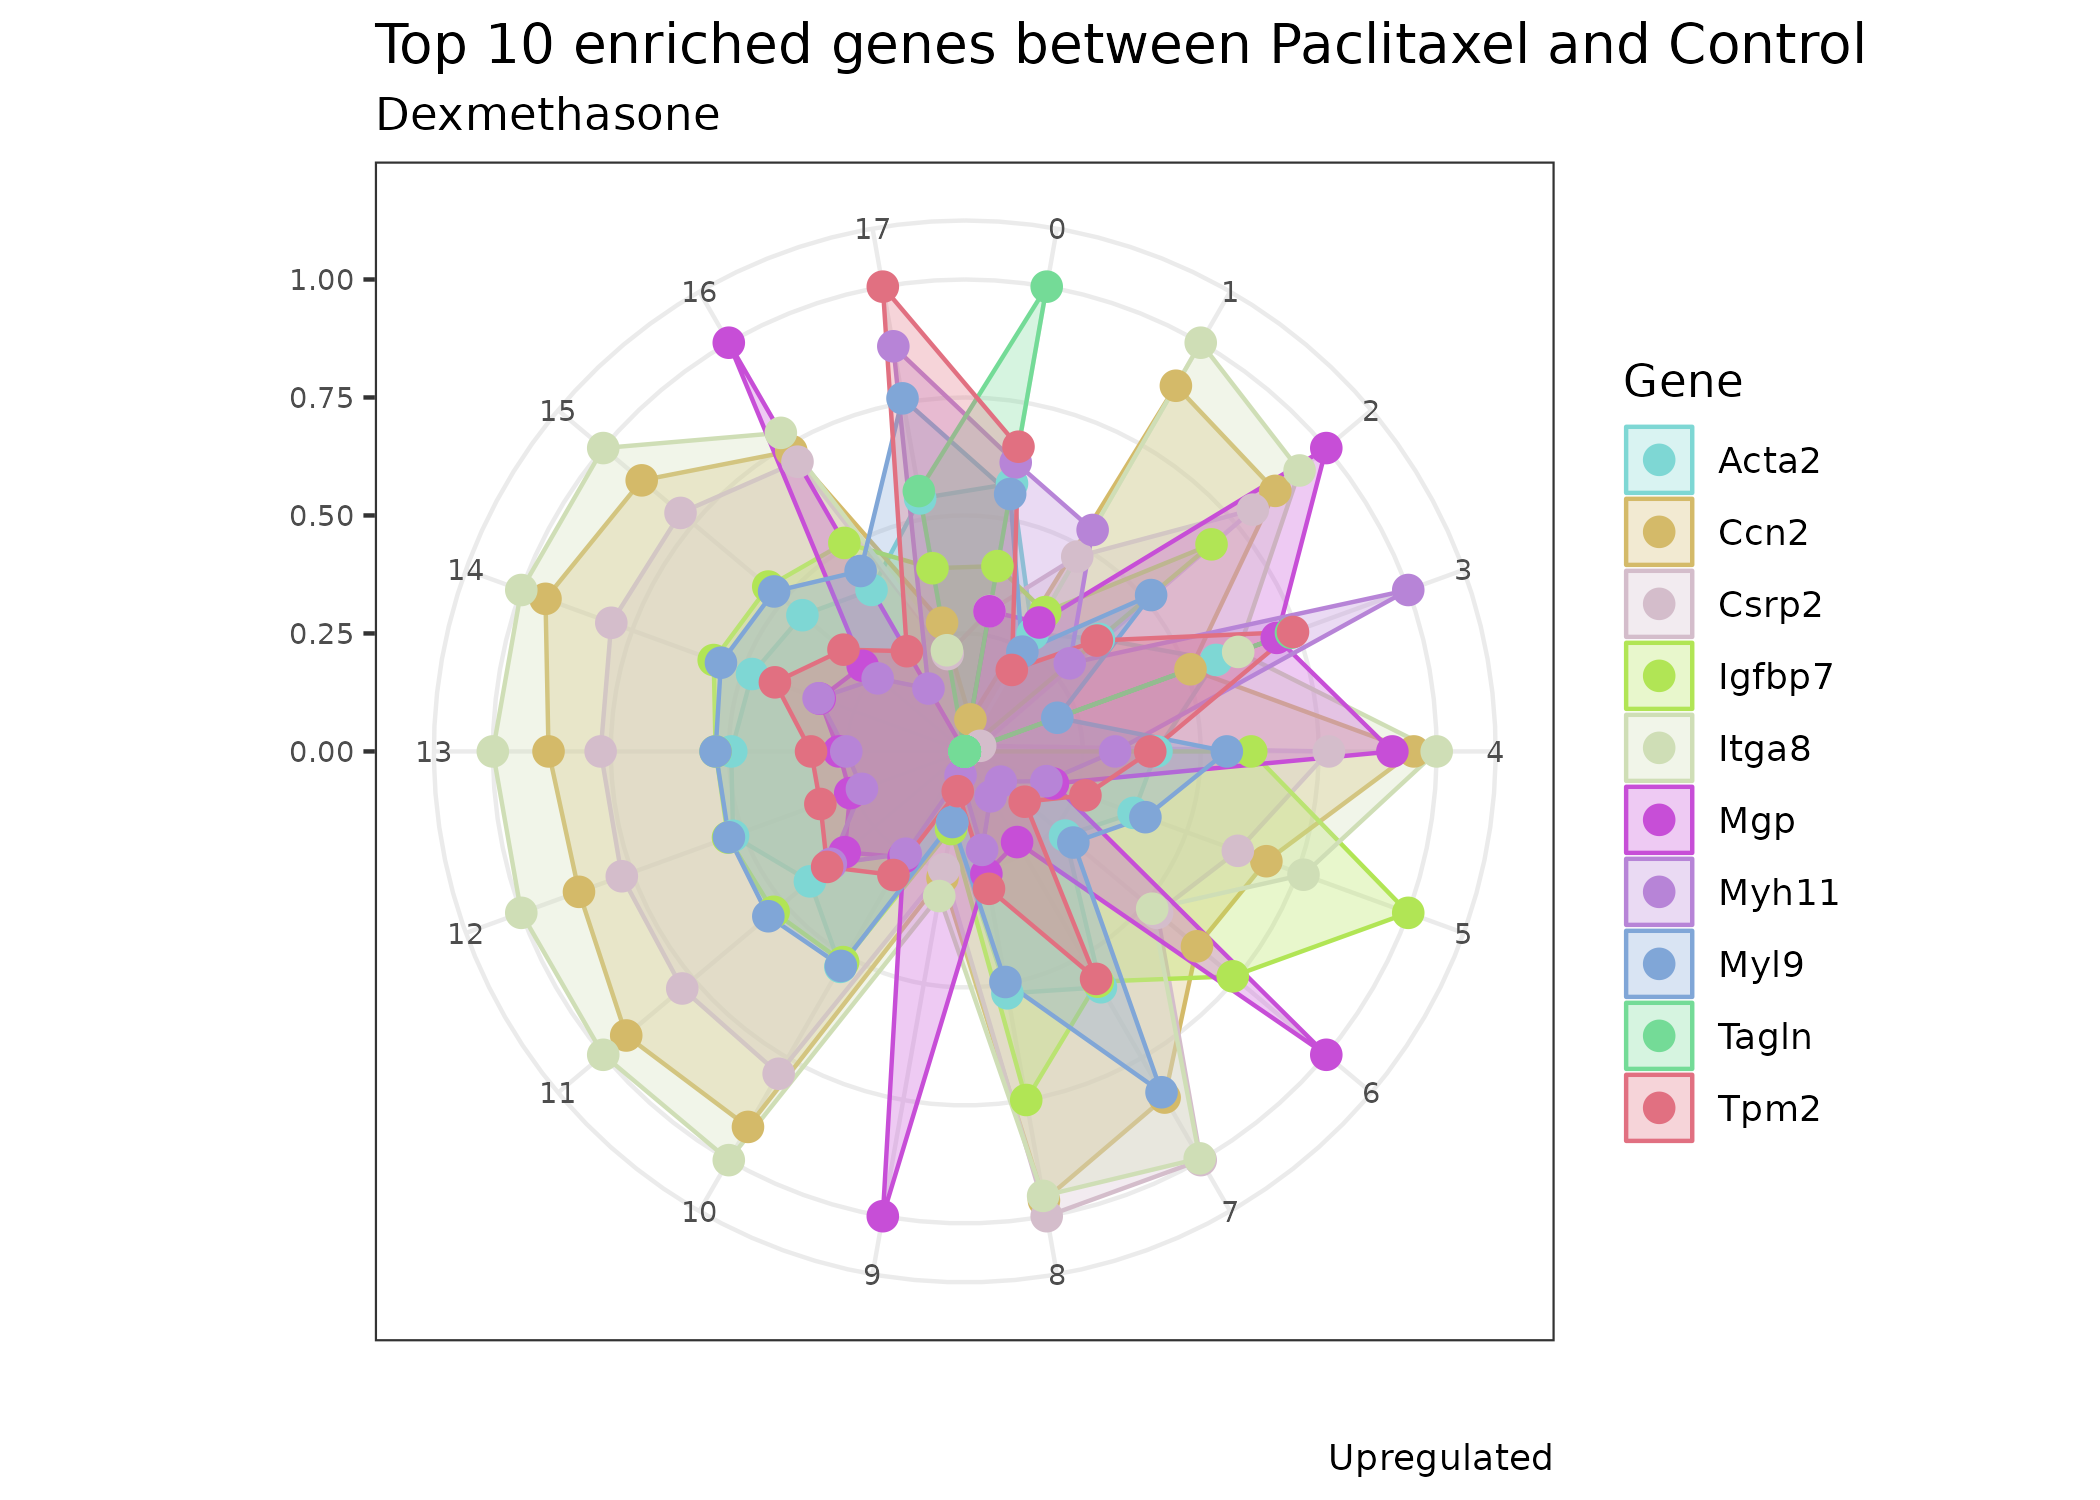 Top 10 enriched genes between Paclitaxel and Control
Dexmethasone
17
0
16
1
1.00
15
2
0.75
0.50
14
3
0.25
0.00
13
4
12
5
11
6
10
7
9
8
Gene
Acta2
Ccn2
Csrp2
Igfbp7
Itga8
Mgp
Myh11
Myl9
Tagln
Tpm2
Upregulated